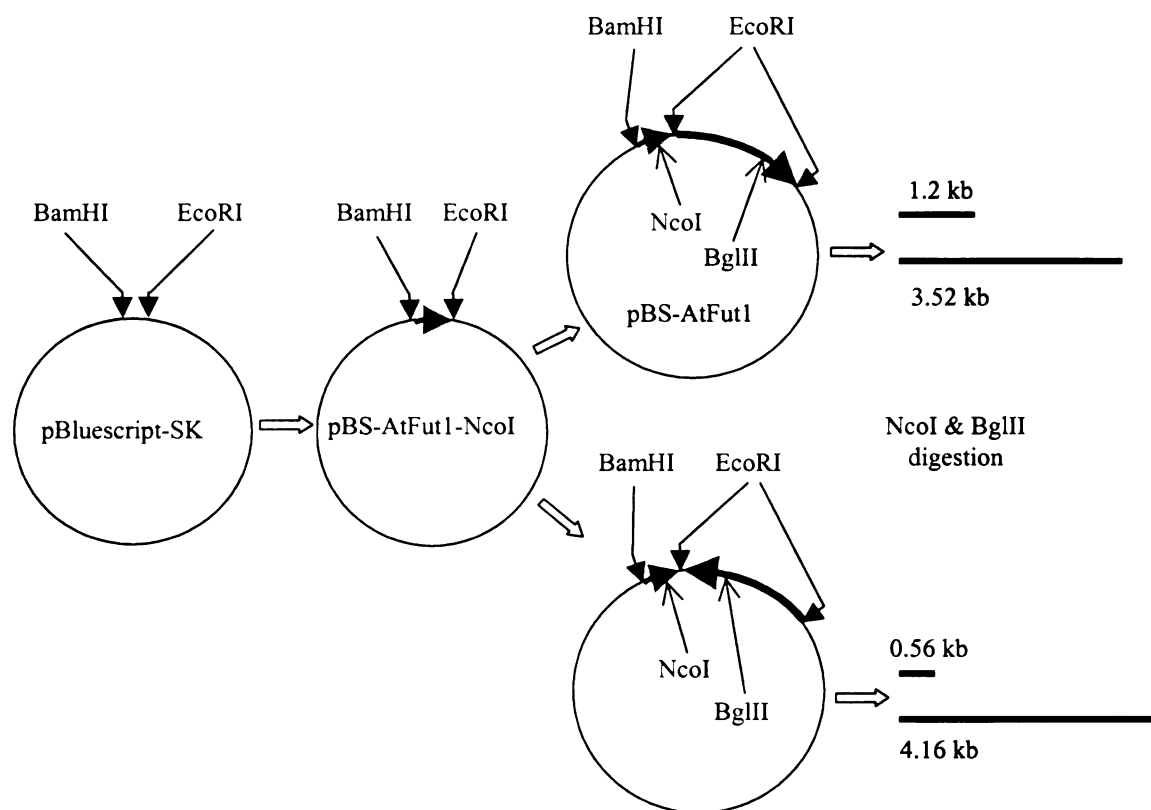 BamHI
EcoRI
NcoI
BglII
pBS-AtFut1
1.2 kb
3.52 kb
BamHI
EcoRI
pBluescript-SK
BamHI
EcoRI
pBS-AtFut1-NcoI
NcoI & BglII
digestion
BamHI
EcoRI
NcoI
BglII
0.56 kb
4.16 kb